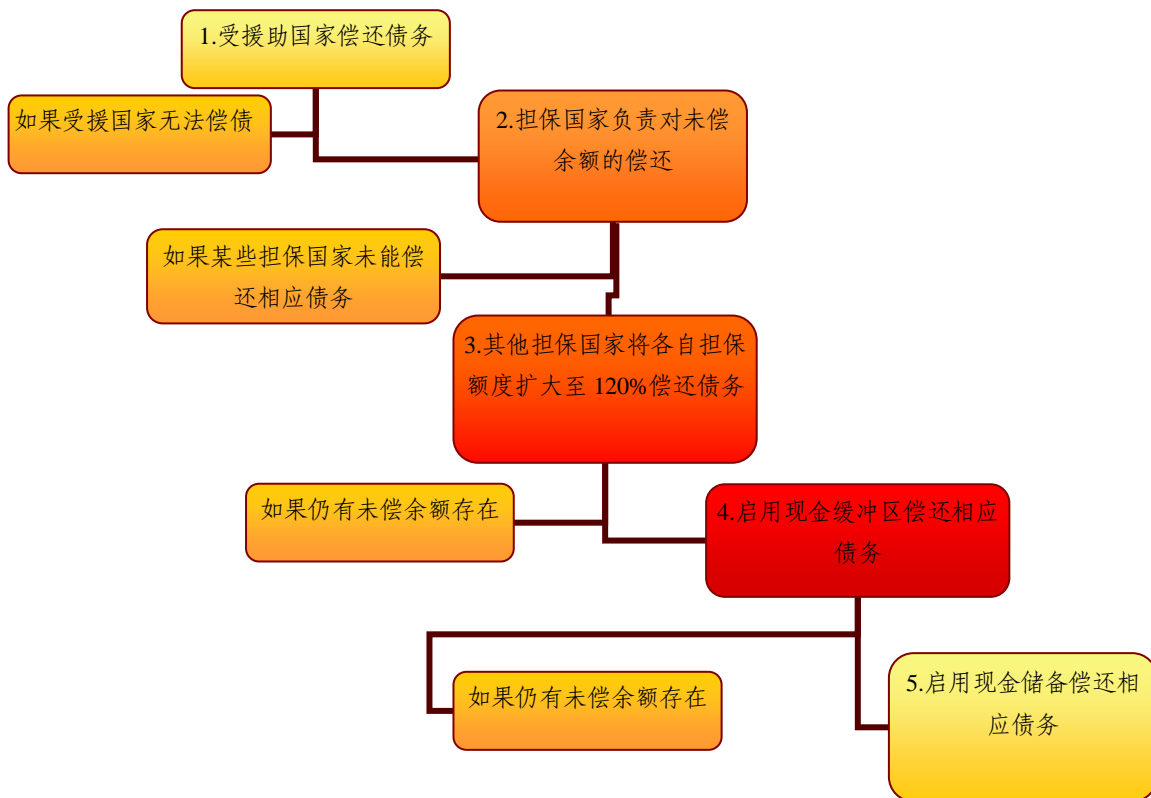 1.受援助国家偿还债务
如果受援国家无法偿债
2.担保国家负责对未偿
余额的偿还
如果某些担保国家未能偿
还相应债务
3.其他担保国家将各自担保
额度扩大至 120%偿还债务
如果仍有未偿余额存在
4.启用现金缓冲区偿还相应
债务
如果仍有未偿余额存在
5.启用现金储备偿还相
应债务